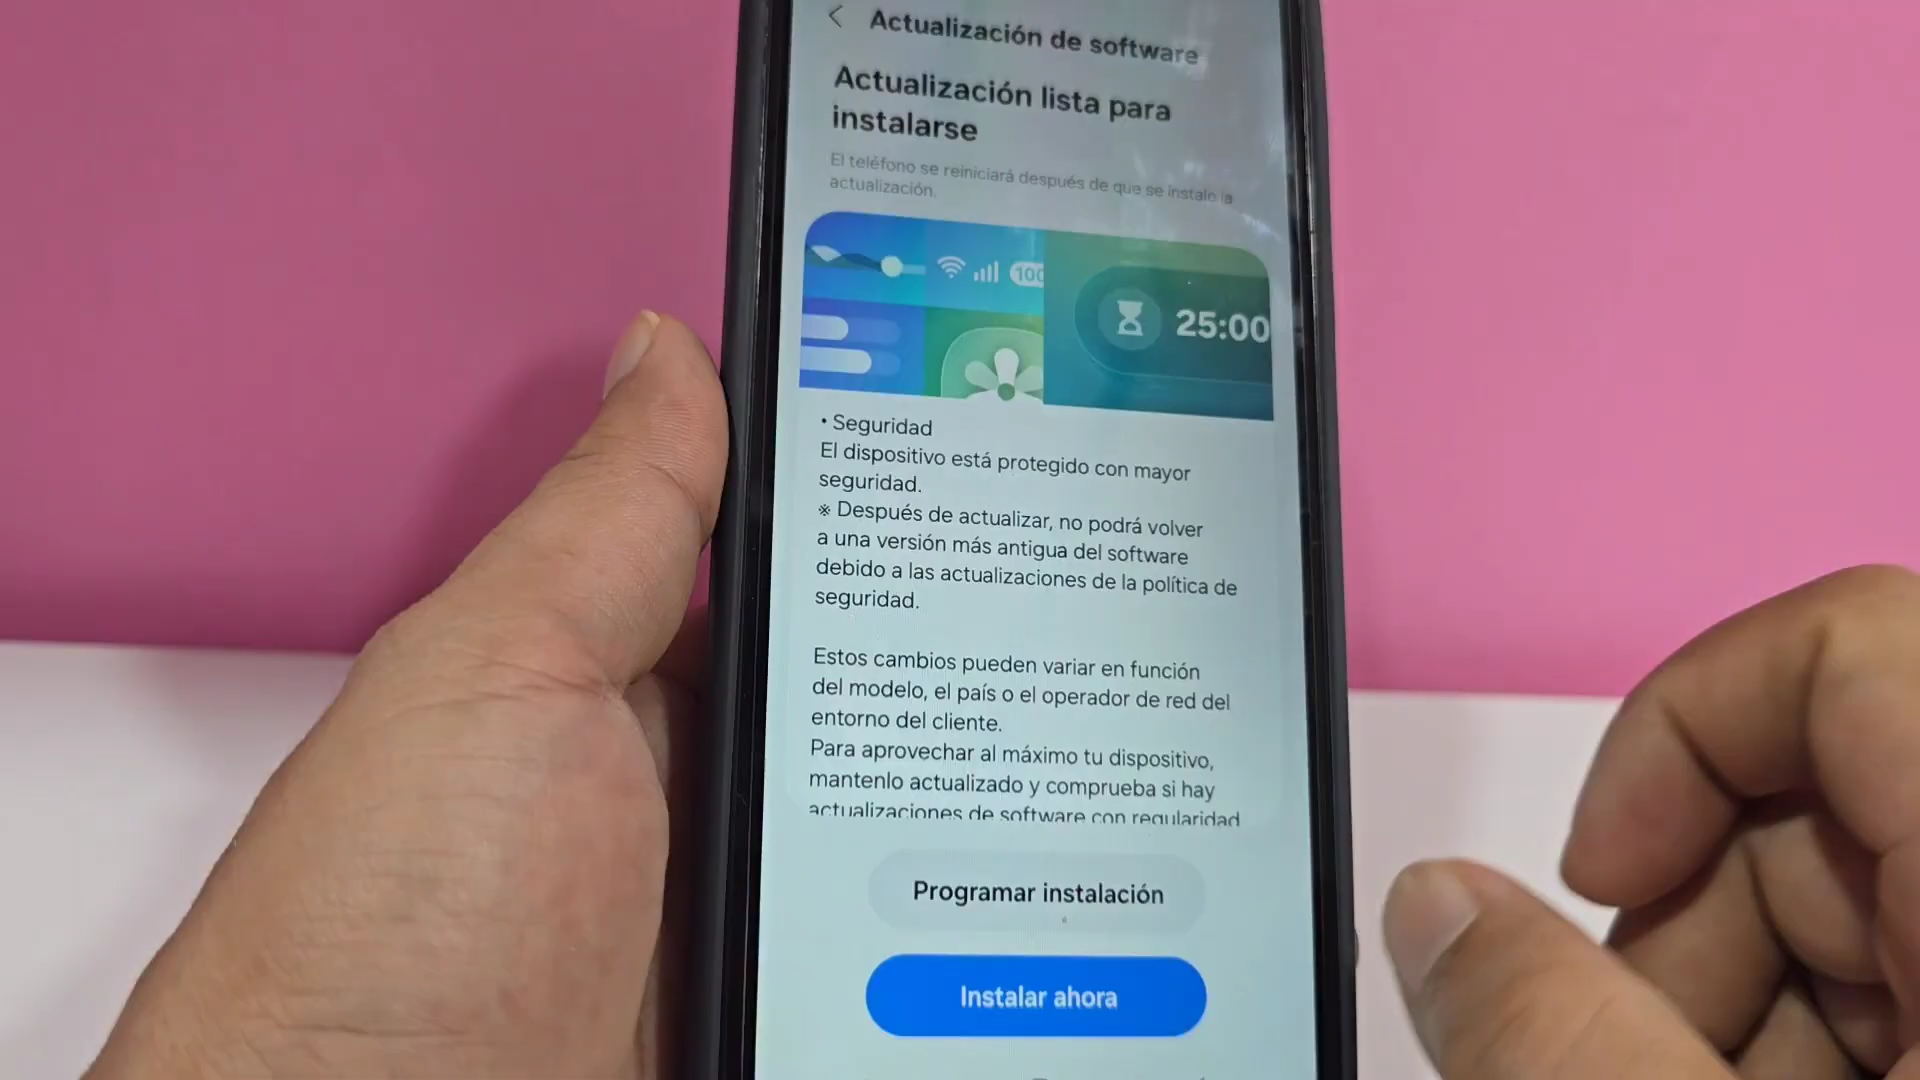 Actualización de software
Actualización lista para
instalarse
El teléfono se reiniciará después de que se instale la
actualización.
100
25:00
• Seguridad
El dispositivo está protegido con mayor
seguridad.
※ Después de actualizar, no podrá volver
a una versión más antigua del software
debido a las actualizaciones de la política de
seguridad.
Estos cambios pueden variar en función
del modelo, el país o el operador de red del
entorno del cliente.
Para aprovechar al máximo tu dispositivo,
mantenlo actualizado y comprueba si hay
actualizaciones de software con regularidad
Programar instalación
Instalar ahora